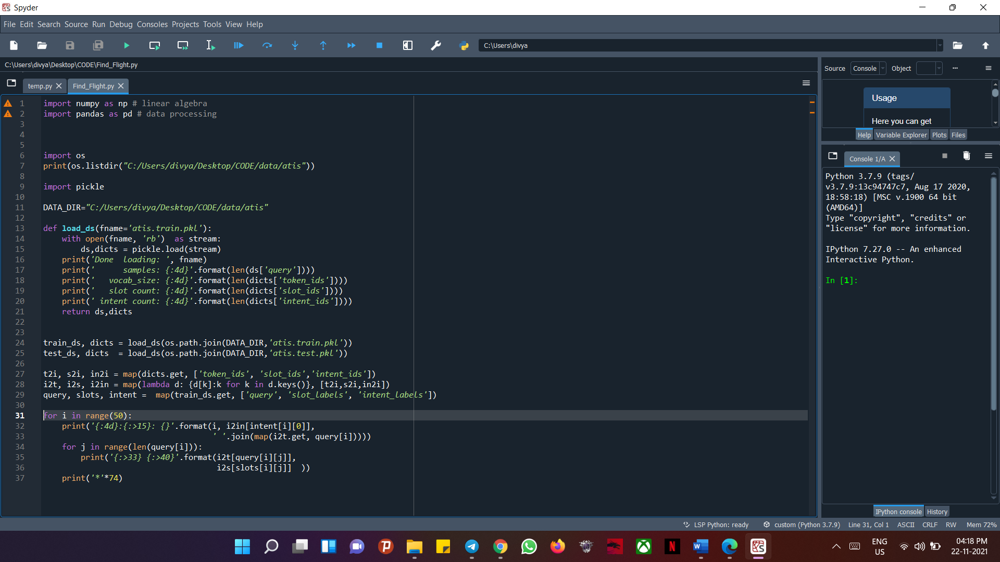 Spyder
File Edit Search Source Run Debug Consoles Projects Tools View Help
C:\Users\divya
C:\Users\divya\Desktop\CODE\Find_Flight.py
temp.py
Find_Flight.py
1 import numpy as np # linear algebra
2 import pandas as pd # data processing
3
4
5
6 import os
7 print(os.listdir("C:/Users/divya/Desktop/CODE/data/atis"))
8
9 import pickle
10
11 DATA_DIR="C:/Users/divya/Desktop/CODE/data/atis"
12
13 def load_ds(fname='atis.train.pkl'):
14     with open(fname, 'rb')  as stream:
15         ds,dicts = pickle.load(stream)
16     print('Done  loading: ', fname)
17     print('      samples: {:4d}'.format(len(ds['query'])))
18     print('   vocab_size: {:4d}'.format(len(dicts['token_ids'])))
19     print('   slot count: {:4d}'.format(len(dicts['slot_ids'])))
20     print(' intent count: {:4d}'.format(len(dicts['intent_ids'])))
21     return ds,dicts
22
23
24 train_ds, dicts = load_ds(os.path.join(DATA_DIR,'atis.train.pkl'))
25 test_ds, dicts  = load_ds(os.path.join(DATA_DIR,'atis.test.pkl'))
26
27 t2i, s2i, in2i = map(dicts.get, ['token_ids', 'slot_ids','intent_ids'])
28 i2t, i2s, i2in = map(lambda d: {d[k]:k for k in d.keys()}, [t2i,s2i,in2i])
29 query, slots, intent =  map(train_ds.get, ['query', 'slot_labels', 'intent_labels'])
30
31 for i in range(50):
32     print('{:4d}:{:>15}: {}'.format(i, i2in[intent[i][0]],
33                                     ' '.join(map(i2t.get, query[i]))))
34     for j in range(len(query[i])):
35         print('{:>33} {:>40}'.format(i2t[query[i][j]],
36                                      i2s[slots[i][j]]  ))
37     print('*'*74)
Source Console Object
Usage
Here you can get
Help Variable Explorer Plots Files
Console 1/A
Python 3.7.9 (tags/
v3.7.9:13c94747c7, Aug 17 2020,
18:58:18) [MSC v.1900 64 bit
(AMD64)]
Type "copyright", "credits" or
"license" for more information.
IPython 7.27.0 -- An enhanced
Interactive Python.
In [1]:
IPython console History
LSP Python: ready custom (Python 3.7.9) Line 31, Col 1 ASCII CRLF RW Mem 72%
ENG
US
04:18 PM
22-11-2021